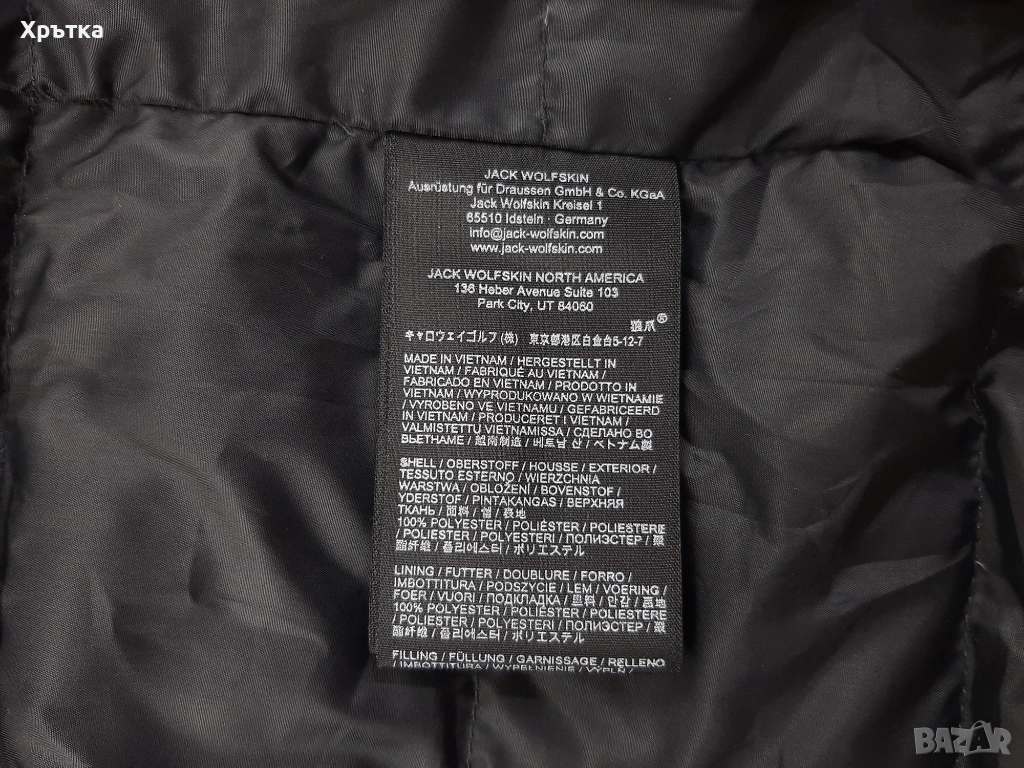 Хрътка
JACK WOLFSKIN
Ausrüstung für Draussen GmbH & Co. KGaA
Jack Wolfskin Kreisel 1
65510 Idstein · Germany
info@jack-wolfskin.com
www.jack-wolfskin.com
JACK WOLFSKIN NORTH AMERICA
136 Heber Avenue Suite 103
Park City, UT 84060
狼爪®
キャロウェイゴルフ(株) 東京都港区白金台5-12-7
MADE IN VIETNAM / HERGESTELLT IN
VIETNAM / FABRIQUÉ AU VIETNAM /
FABRICADO EN VIETNAM / PRODOTTO IN
VIETNAM / WYPRODUKOWANO W WIETNAMIE
/ VYROBENO VE VIETNAMU / GEFABRICEERD
IN VIETNAM / PRODUCERET I VIETNAM /
VALMISTETTU VIETNAMISSA / СДЕЛАНО ВО
ВЬЕТНАМЕ / 越南制造 / 베트남 산 / ベトナム製
SHELL / OBERSTOFF / HOUSSE / EXTERIOR /
TESSUTO ESTERNO / WIERZCHNIA
WARSTWA / OBLOŽENÍ / BOVENSTOF /
YDERSTOF / PINTAKANGAS / ВЕРХНЯЯ
ТКАНЬ / 面料 / 쉘 / 表地
100% POLYESTER / POLIÉSTER / POLIESTERE
/ POLIESTER / POLYESTERI / ПОЛИЭСТЕР / 聚
酯纤维 / 폴리에스터 / ポリエステル
LINING / FUTTER / DOUBLURE / FORRO /
IMBOTTITURA / PODSZYCIE / LEM / VOERING /
FOER / VUORI / ПОДКЛАДКА / 里料 / 안감 / 裏地
100% POLYESTER / POLIÉSTER / POLIESTERE
/ POLIESTER / POLYESTERI / ПОЛИЭСТЕР / 聚
酯纤维 / 폴리에스터 / ポリエステル
FILLING / FÜLLUNG / GARNISSAGE / RELLENO
/ IMBOTTITURA / WYPEŁNIENIE / VÝPLŇ /
BAZAR